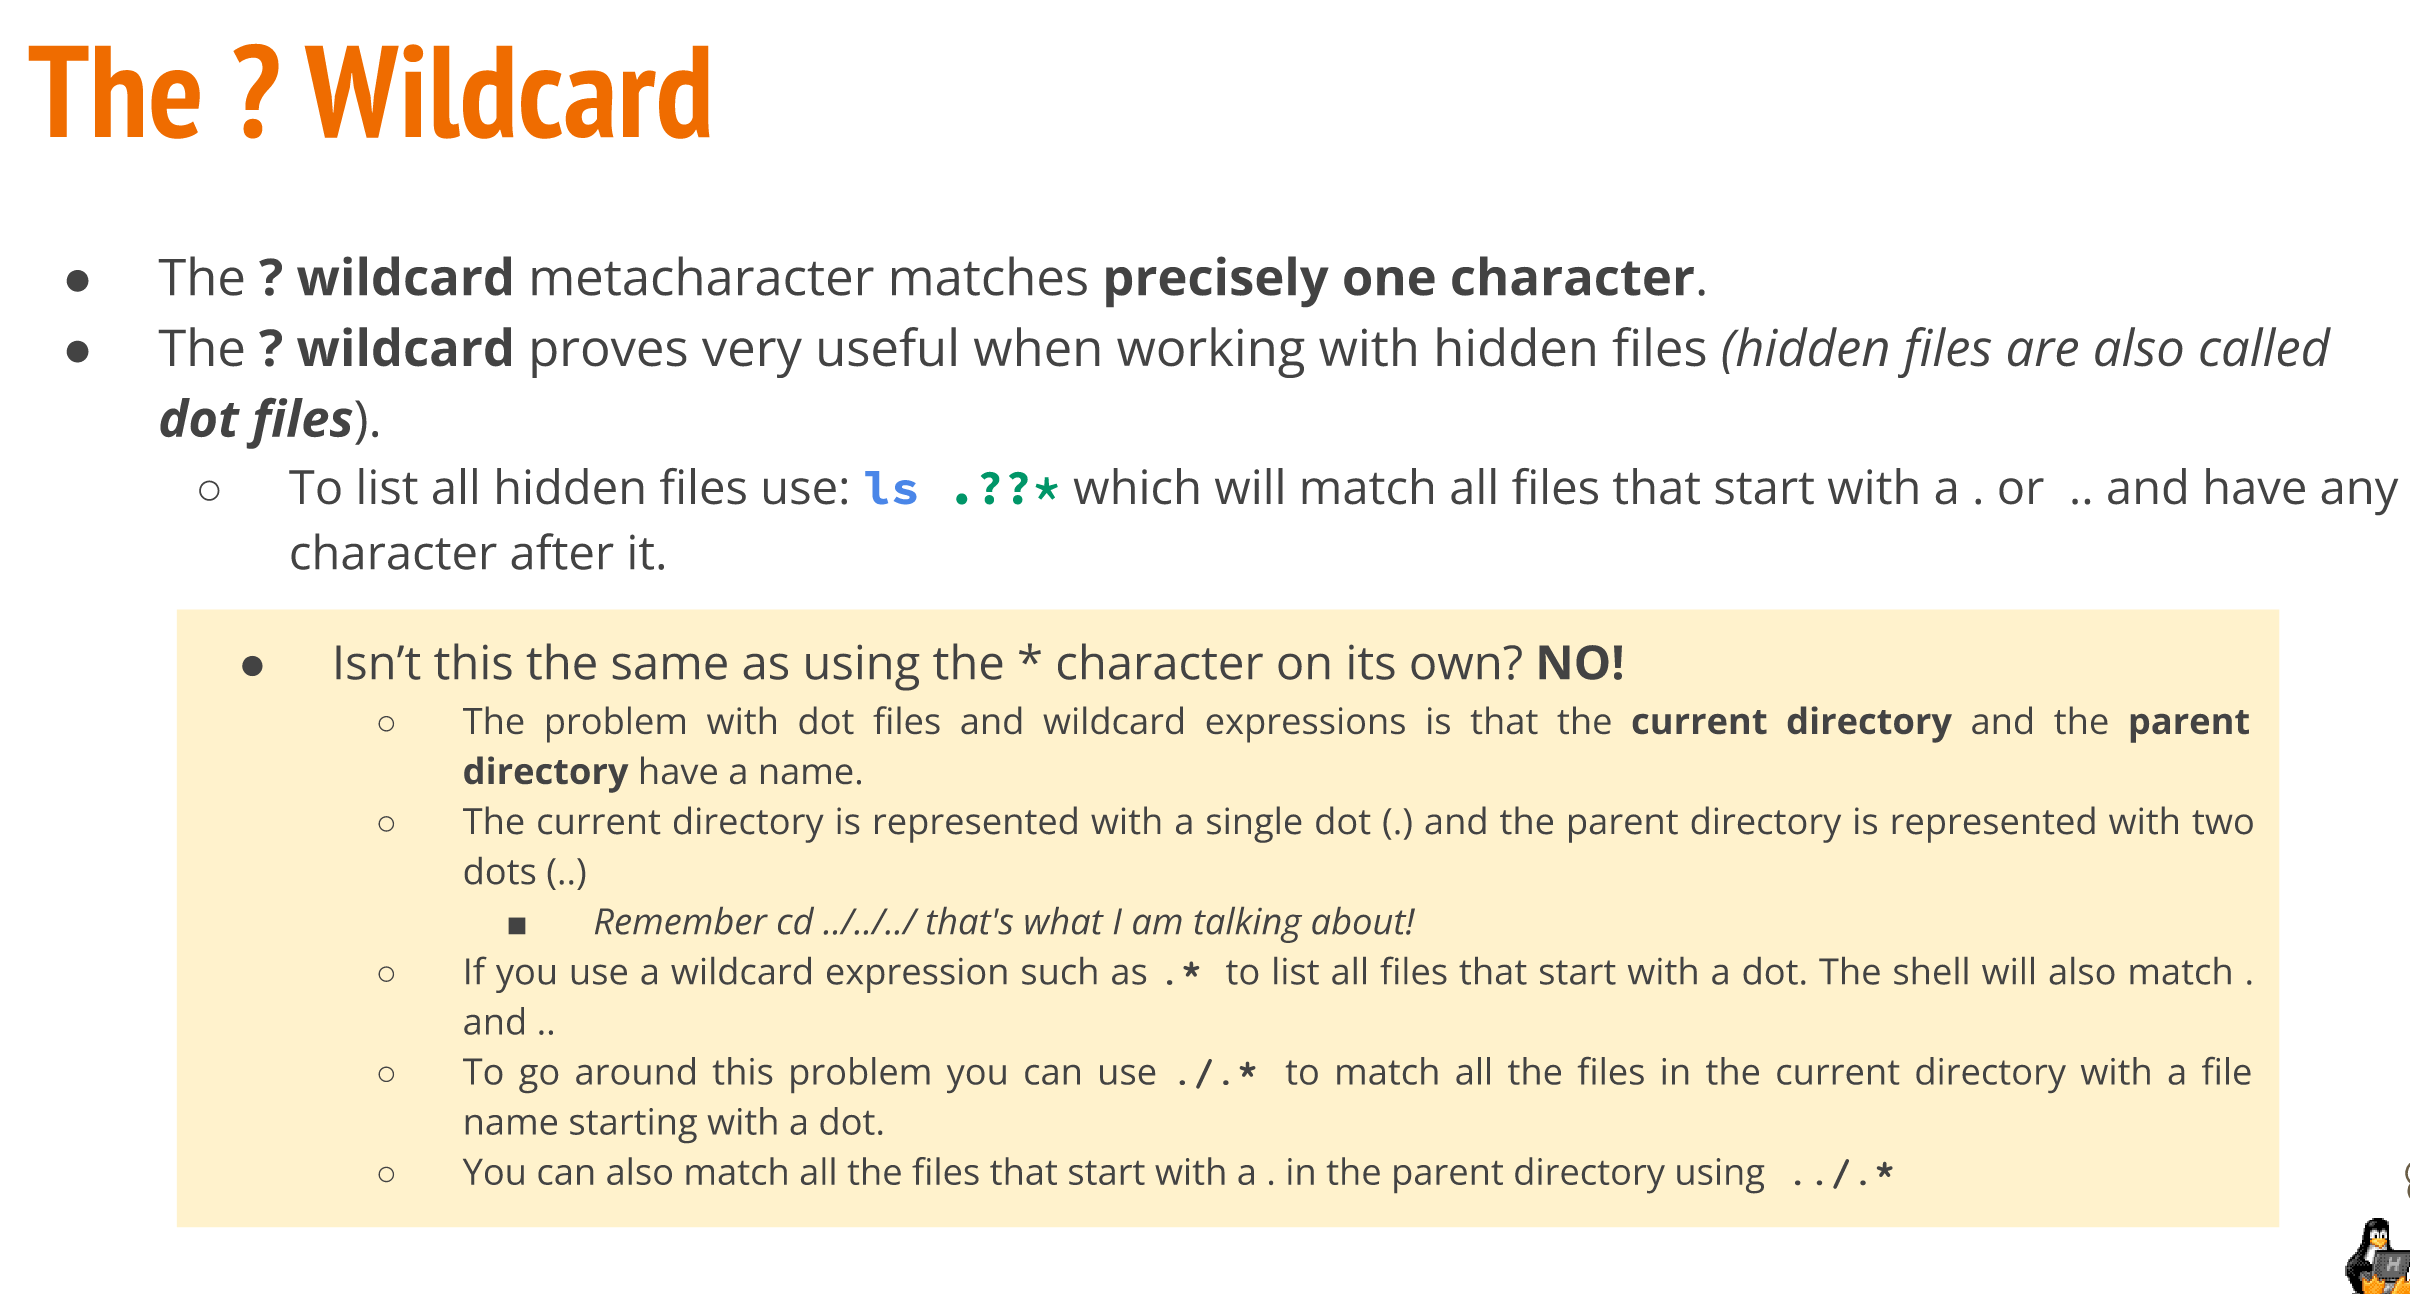 The ? Wildcard
● The ? wildcard metacharacter matches precisely one character.
● The ? wildcard proves very useful when working with hidden files (hidden files are also called
dot files).
○ To list all hidden files use: ls .??* which will match all files that start with a . or .. and have any
character after it.
● Isn’t this the same as using the * character on its own? NO!
○ The problem with dot files and wildcard expressions is that the current directory and the parent
directory have a name.
○ The current directory is represented with a single dot (.) and the parent directory is represented with two
dots (..)
■ Remember cd ../../../ that's what I am talking about!
○ If you use a wildcard expression such as .* to list all files that start with a dot. The shell will also match .
and ..
○ To go around this problem you can use ./.* to match all the files in the current directory with a file
name starting with a dot.
○ You can also match all the files that start with a . in the parent directory using ../.*
H